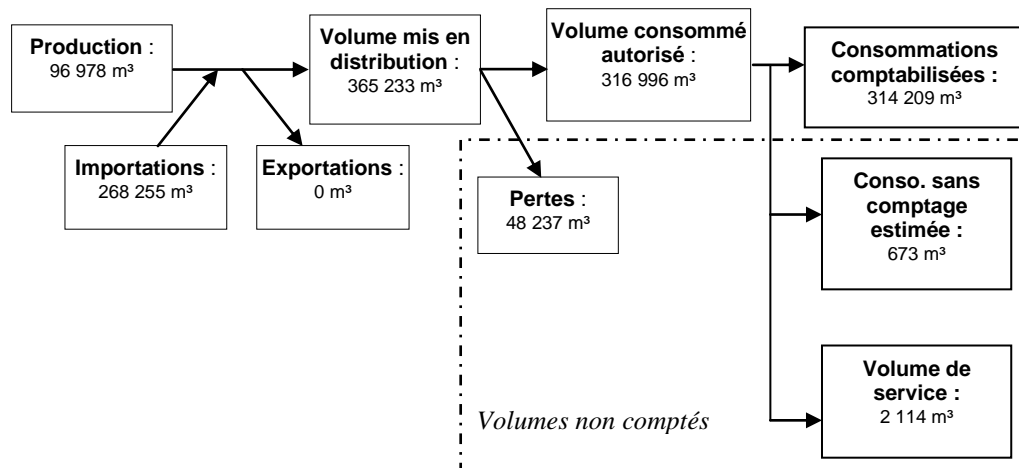 Production :
96 978 m³
Volume mis en
distribution :
365 233 m³
Volume consommé
autorisé :
316 996 m³
Consommations
comptabilisées :
314 209 m³
Importations :
268 255 m³
Exportations :
0 m³
Pertes :
48 237 m³
Conso. sans
comptage
estimée :
673 m³
Volume de
service :
2 114 m³
Volumes non comptés